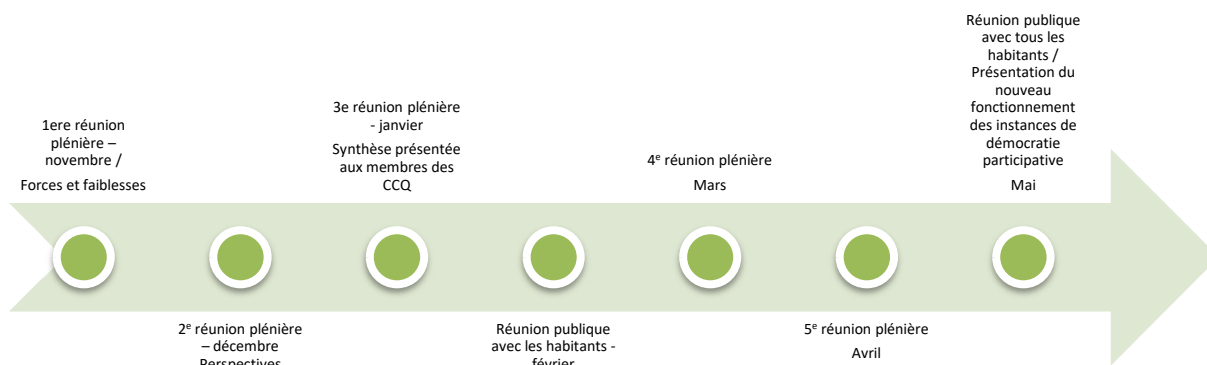 1ere réunion
plénière –
novembre /
Forces et faiblesses
2e réunion plénière
– décembre
Perspectives
3e réunion plénière
- janvier
Synthèse présentée
aux membres des
CCQ
Réunion publique
avec les habitants -
février
4e réunion plénière
Mars
5e réunion plénière
Avril
Réunion publique
avec tous les
habitants /
Présentation du
nouveau
fonctionnement
des instances de
démocratie
participative
Mai